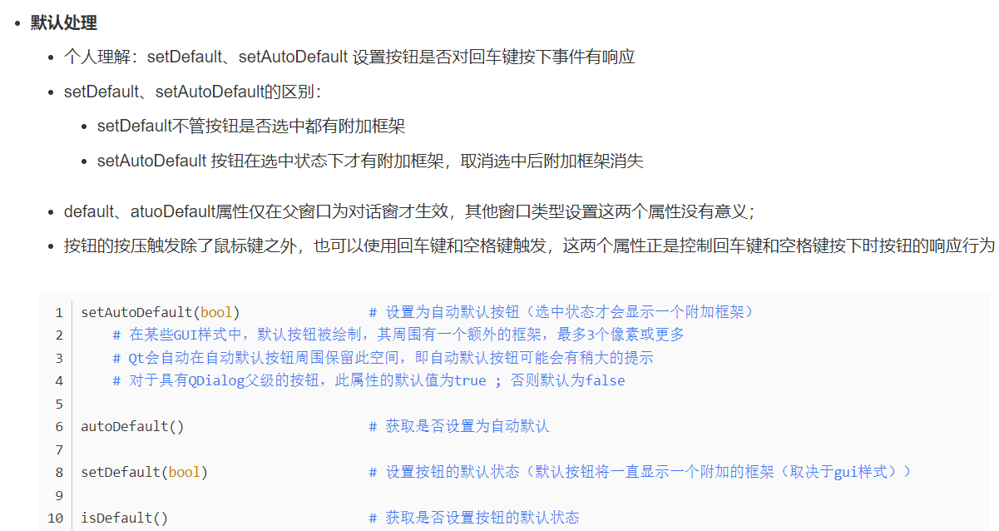 默认处理
个人理解：setDefault、setAutoDefault 设置按钮是否对回车键按下事件有响应
setDefault、setAutoDefault的区别：
setDefault不管按钮是否选中都有附加框架
setAutoDefault 按钮在选中状态下才有附加框架，取消选中后附加框架消失
default、atuoDefault属性仅在父窗口为对话窗才生效，其他窗口类型设置这两个属性没有意义；
按钮的按压触发除了鼠标键之外，也可以使用回车键和空格键触发，这两个属性正是控制回车键和空格键按下时按钮的响应行为
1 setAutoDefault(bool) # 设置为自动默认按钮（选中状态才会显示一个附加框架）
2 # 在某些GUI样式中，默认按钮被绘制，其周围有一个额外的框架，最多3个像素或更多
3 # Qt会自动在自动默认按钮周围保留此空间，即自动默认按钮可能会有稍大的提示
4 # 对于具有QDialog父级的按钮，此属性的默认值为true ; 否则默认为false
5
6 autoDefault() # 获取是否设置为自动默认
7
8 setDefault(bool) # 设置按钮的默认状态（默认按钮将一直显示一个附加的框架（取决于gui样式））
9
10 isDefault() # 获取是否设置按钮的默认状态